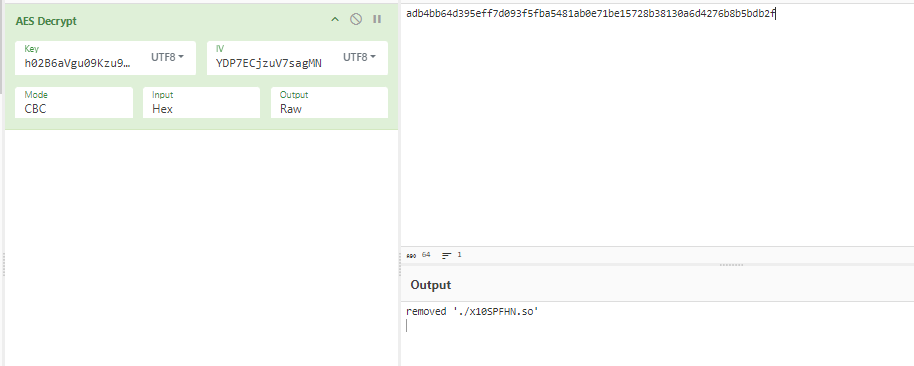 AES Decrypt
Key
h02B6aVgu09Kzu9… UTF8
IV
YDP7ECjzuV7sagMN UTF8
Mode
CBC
Input
Hex
Output
Raw
adb4bb64d395eff7d093f5fba5481ab0e71be15728b38130a6d4276b8b5bdb2f
64 1
Output
removed './x10SPFHN.so'